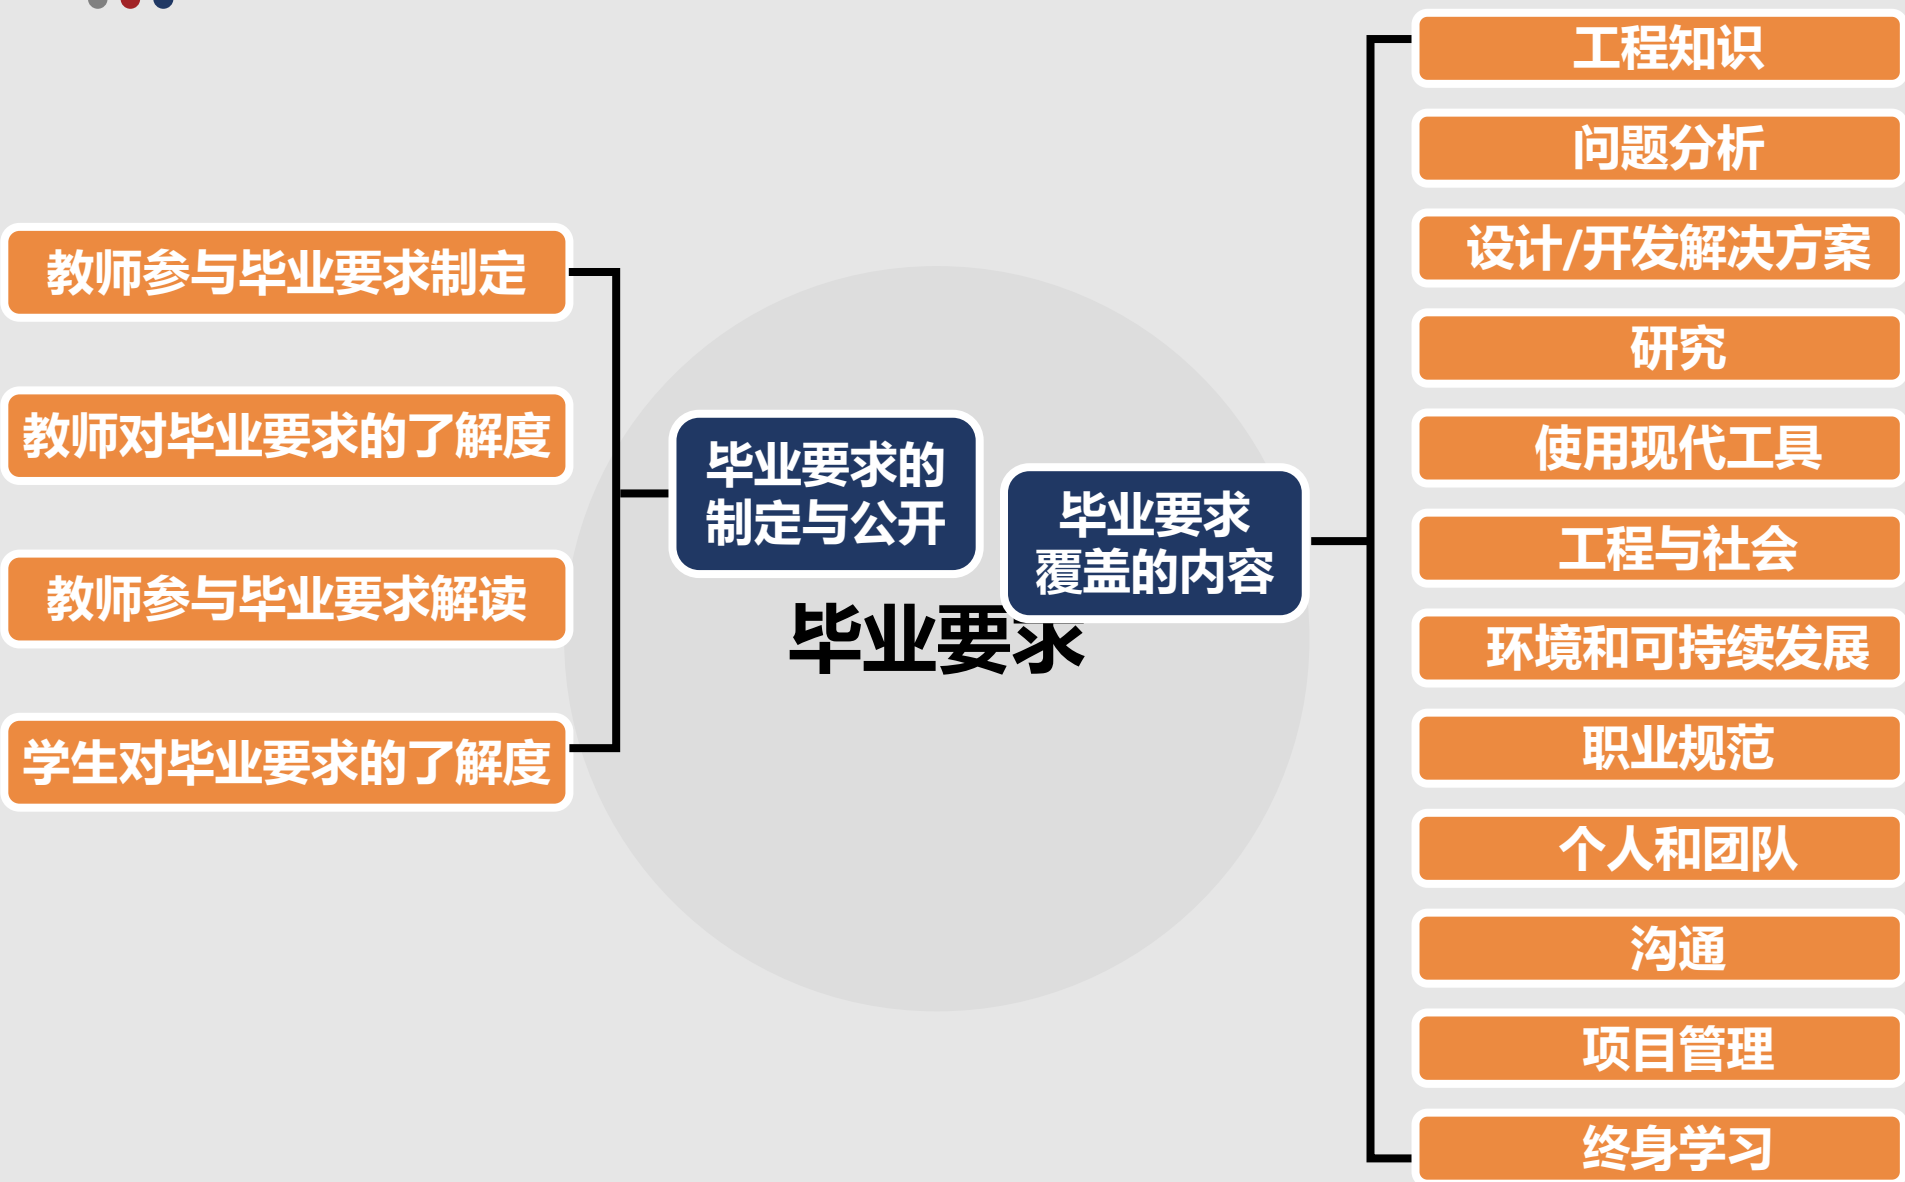 教师参与毕业要求制定
教师对毕业要求的了解度
教师参与毕业要求解读
学生对毕业要求的了解度
毕业要求的
制定与公开
毕业要求
覆盖的内容
毕业要求
工程知识
问题分析
设计/开发解决方案
研究
使用现代工具
工程与社会
环境和可持续发展
职业规范
个人和团队
沟通
项目管理
终身学习